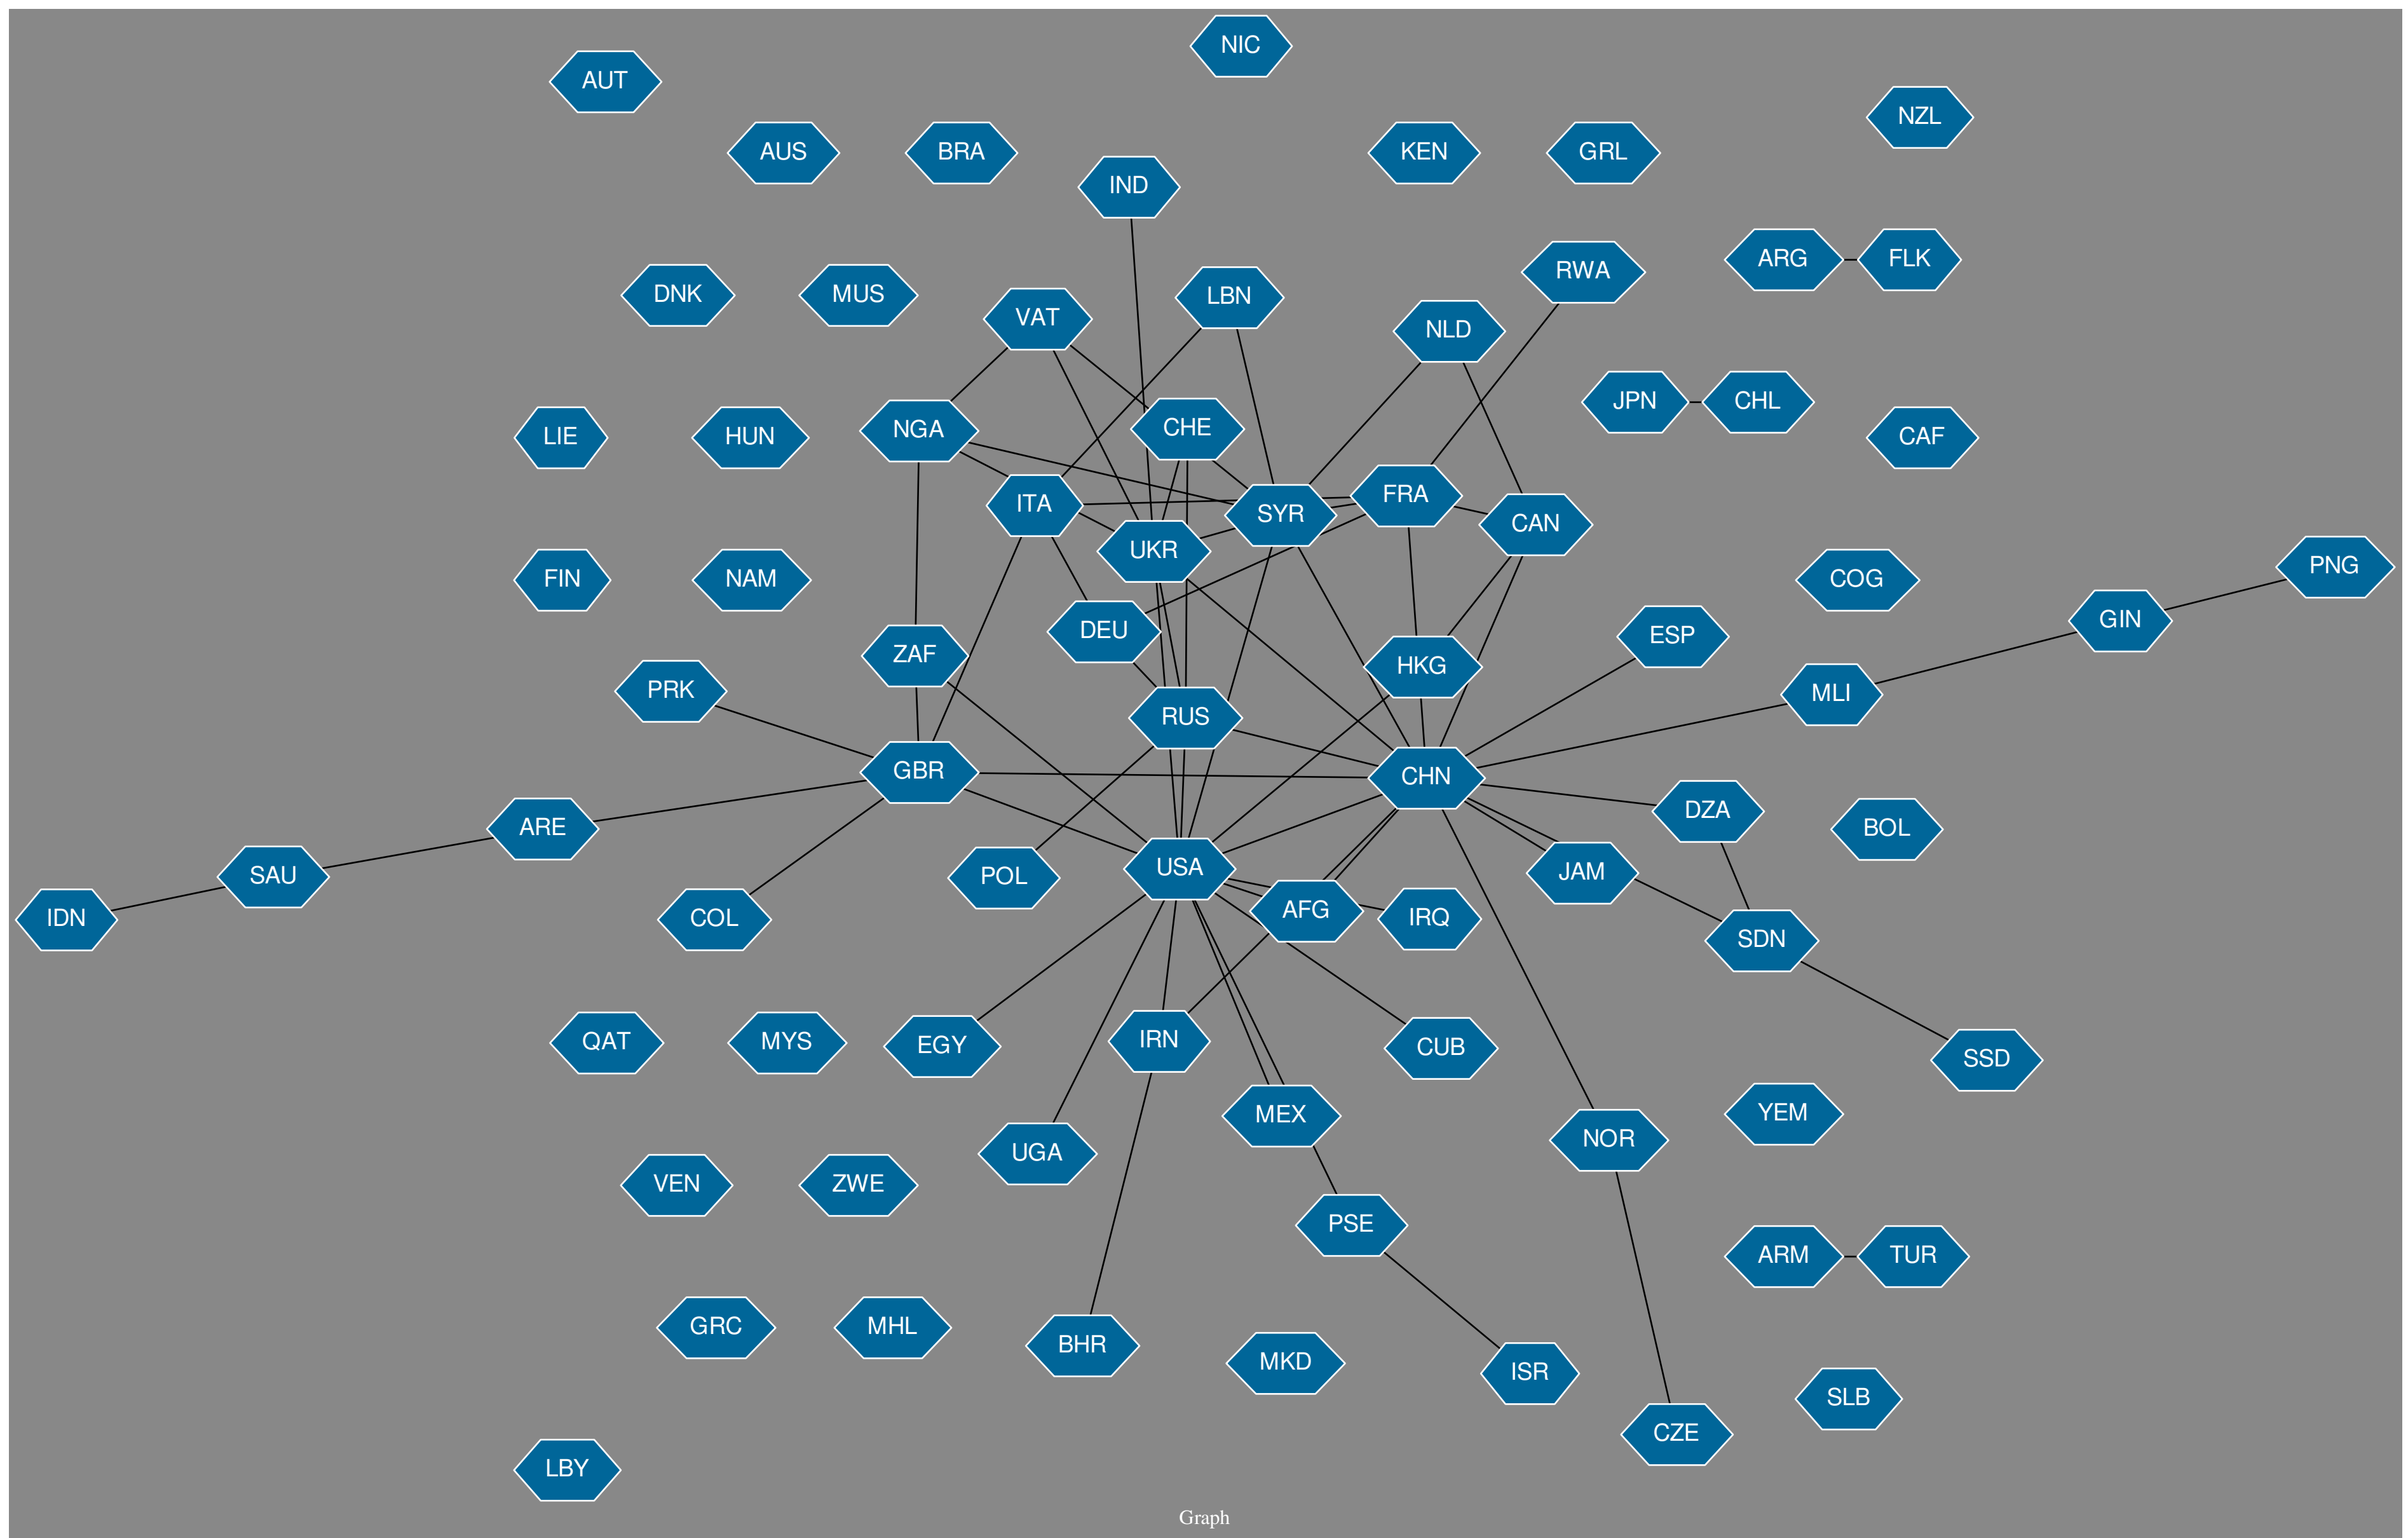 NIC
AUT
NZL
AUS
BRA
KEN
GRL
IND
ARG
FLK
RWA
DNK
MUS
LBN
VAT
NLD
JPN
CHL
CHE
NGA
LIE
HUN
CAF
FRA
ITA
SYR
CAN
UKR
PNG
FIN
NAM
COG
GIN
DEU
ESP
ZAF
HKG
PRK
MLI
RUS
GBR
CHN
DZA
ARE
BOL
USA
JAM
SAU
POL
AFG
IDN
COL
IRQ
SDN
IRN
QAT
MYS
EGY
CUB
SSD
YEM
MEX
NOR
UGA
VEN
ZWE
PSE
ARM
TUR
GRC
MHL
BHR
MKD
ISR
SLB
CZE
LBY
Graph